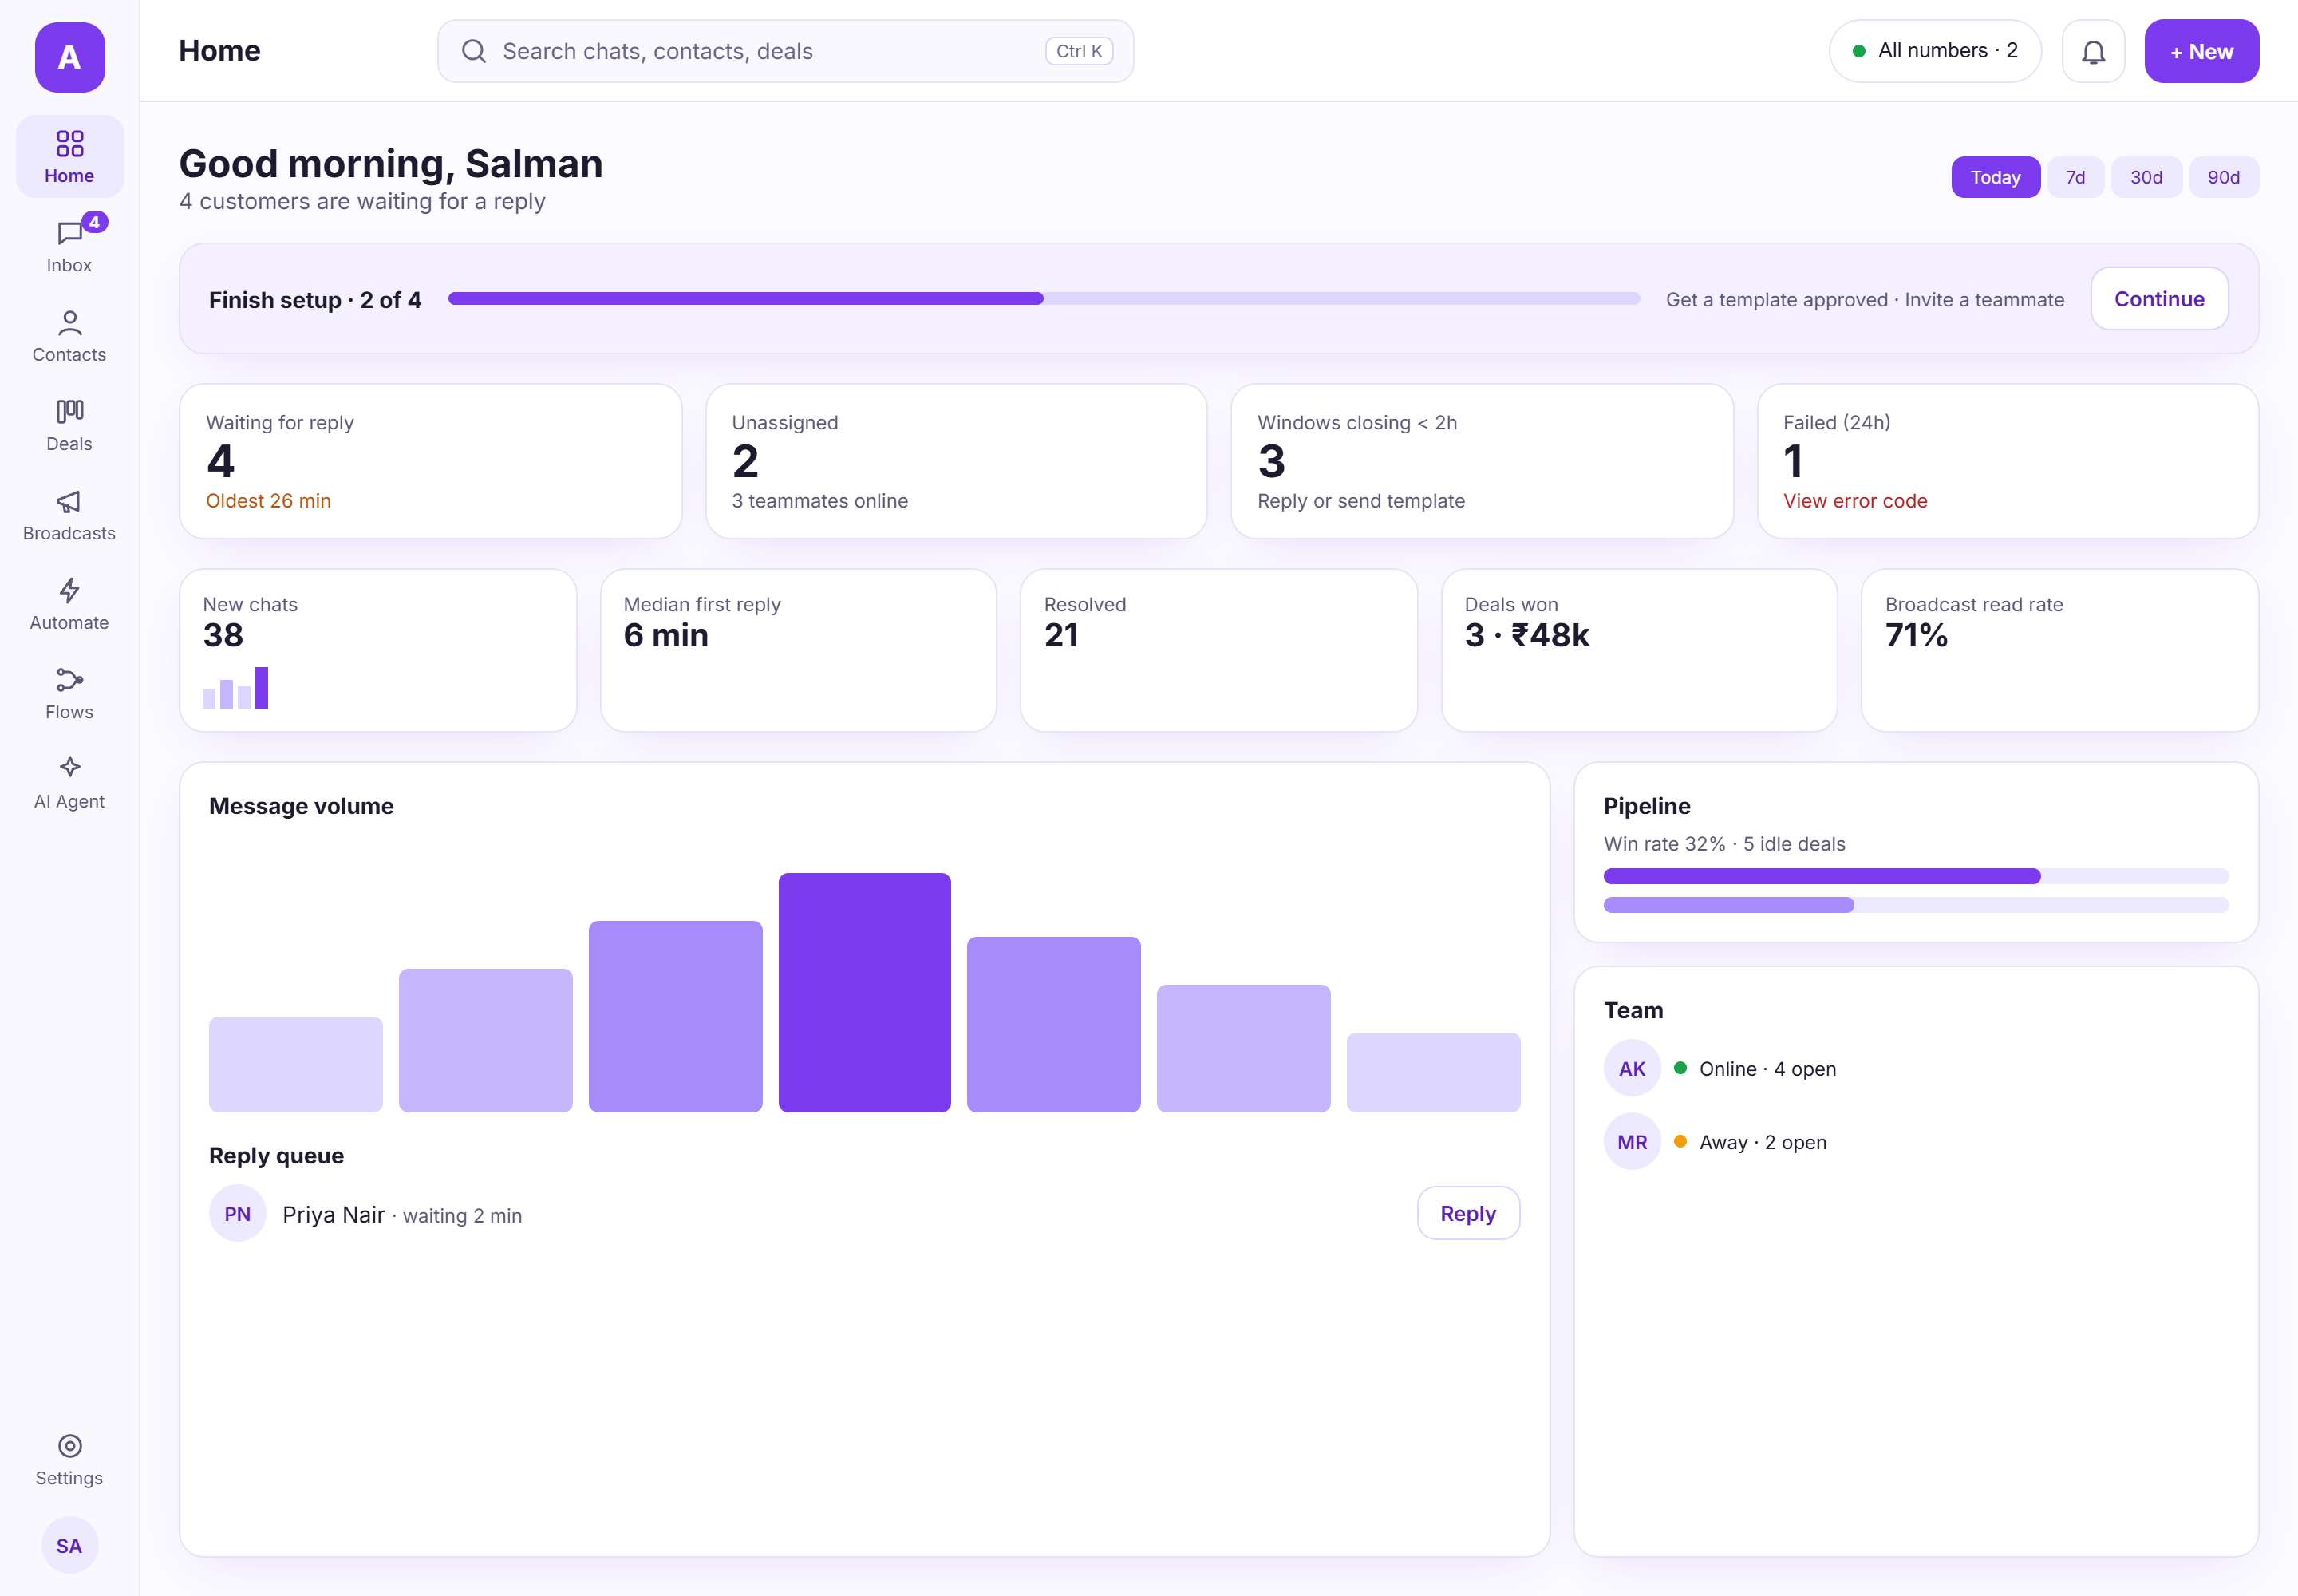 A
Home
Inbox
4
Contacts
Deals
Broadcasts
Automate
Flows
AI Agent
Settings
SA
Home
Search chats, contacts, deals
Ctrl K
All numbers · 2
+ New
Good morning, Salman
4 customers are waiting for a reply
Today
7d
30d
90d
Finish setup · 2 of 4
Get a template approved · Invite a teammate
Continue
Waiting for reply
4
Oldest 26 min
Unassigned
2
3 teammates online
Windows closing < 2h
3
Reply or send template
Failed (24h)
1
View error code
New chats
38
Median first reply
6 min
Resolved
21
Deals won
3 · ₹48k
Broadcast read rate
71%
Message volume
Reply queue
PN
Priya Nair · waiting 2 min
Reply
Pipeline
Win rate 32% · 5 idle deals
Team
AK
Online · 4 open
MR
Away · 2 open